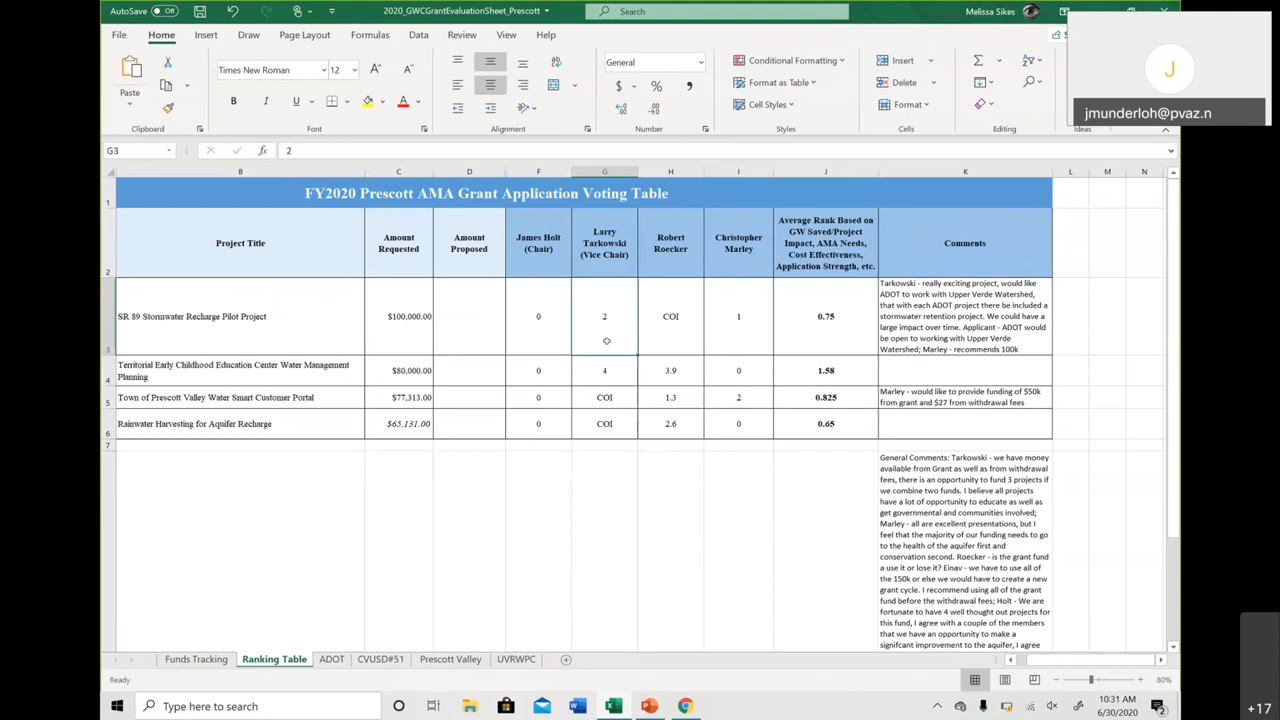 AutoSave Off
2020_GWCGrantEvaluationSheet_Prescott
Search
Melissa Sikes
File Home Insert Draw Page Layout Formulas Data Review View Help
J
jmunderloh@pvaz.n
Paste
Times New Roman 12
General
Conditional Formatting
Format as Table
Cell Styles
Insert
Delete
Format
Clipboard Font Alignment Number Styles Cells Editing Ideas
G3 fx 2
B C D F G H I J K L M N
1 FY2020 Prescott AMA Grant Application Voting Table
2
Project Title
Amount
Requested
Amount
Proposed
James Holt
(Chair)
Larry
Tarkowski
(Vice Chair)
Robert
Roecker
Christopher
Marley
Average Rank Based on
GW Saved/Project
Impact, AMA Needs,
Cost Effectiveness,
Application Strength, etc.
Comments
3
SR 89 Stormwater Recharge Pilot Project
$100,000.00
0
2
COI
1
0.75
Tarkowski - really exciting project, would like
ADOT to work with Upper Verde Watershed,
that with each ADOT project there be included a
stormwater retention project. We could have a
large impact over time. Applicant - ADOT would
be open to working with Upper Verde
Watershed; Marley - recommends 100k
4
Territorial Early Childhood Education Center Water Management
Planning
$80,000.00
0
4
3.9
0
1.58
5
Town of Prescott Valley Water Smart Customer Portal
$77,313.00
0
COI
1.3
2
0.825
Marley - would like to provide funding of $50k
from grant and $27 from withdrawal fees
6
Rainwater Harvesting for Aquifer Recharge
$65,131.00
0
COI
2.6
0
0.65
7
General Comments: Tarkowski - we have money
available from Grant as well as from withdrawal
fees, there is an opportunity to fund 3 projects if
we combine two funds. I believe all projects
have a lot of opportunity to educate as well as
get governmental and communities involved;
Marley - all are excellent presentations, but I
feel that the majority of our funding needs to go
to the health of the aquifer first and
conservation second. Roecker - is the grant fund
a use it or lose it? Einav - we have to use all of
the 150k or else we would have to create a new
grant cycle. I recommend using all of the grant
fund before the withdrawal fees; Holt - We are
fortunate to have 4 well thought out projects for
this fund, I agree with a couple of the members
that we have an opportunity to make a
signifcant improvement to the aquifer, I agree
Funds Tracking Ranking Table ADOT CVUSD#51 Prescott Valley UVRWPC
Ready
80%
Type here to search
10:31 AM
6/30/2020
2
+17